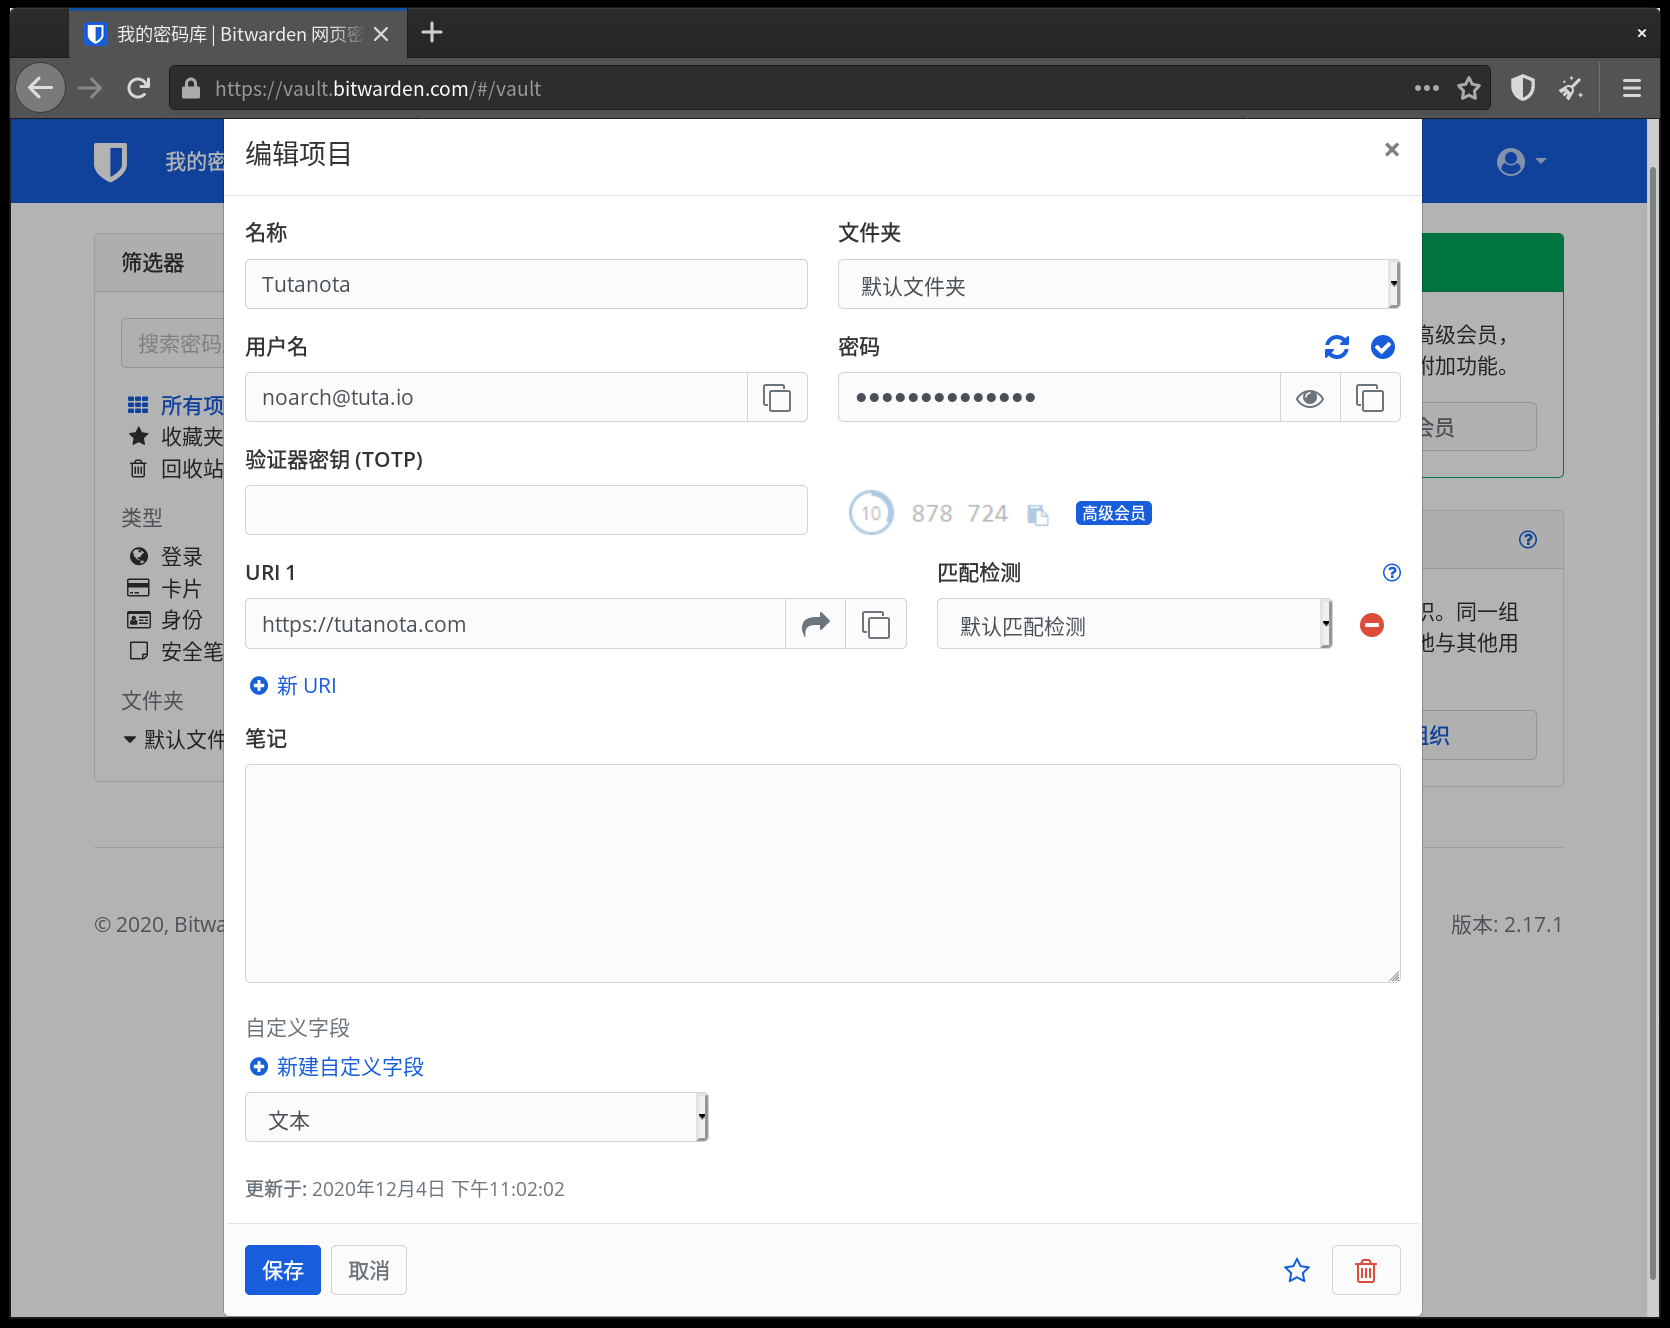 我的密码库 | Bitwarden 网页密
https://vault.bitwarden.com/#/vault
我的密
编辑项目
×
筛选器
搜索密码
所有项
收藏夹
回收站
类型
登录
卡片
身份
安全笔
文件夹
默认文件
名称
文件夹
Tutanota
默认文件夹
用户名
密码
noarch@tuta.io
••••••••••••••
验证器密钥 (TOTP)
10 878 724 高级会员
URI 1
匹配检测
https://tutanota.com
默认匹配检测
新 URI
笔记
自定义字段
新建自定义字段
文本
更新于: 2020年12月4日 下午11:02:02
保存
取消
高级会员，
附加功能。
会员
织。同一组
地与其他用
组织
© 2020, Bitwa
版本: 2.17.1